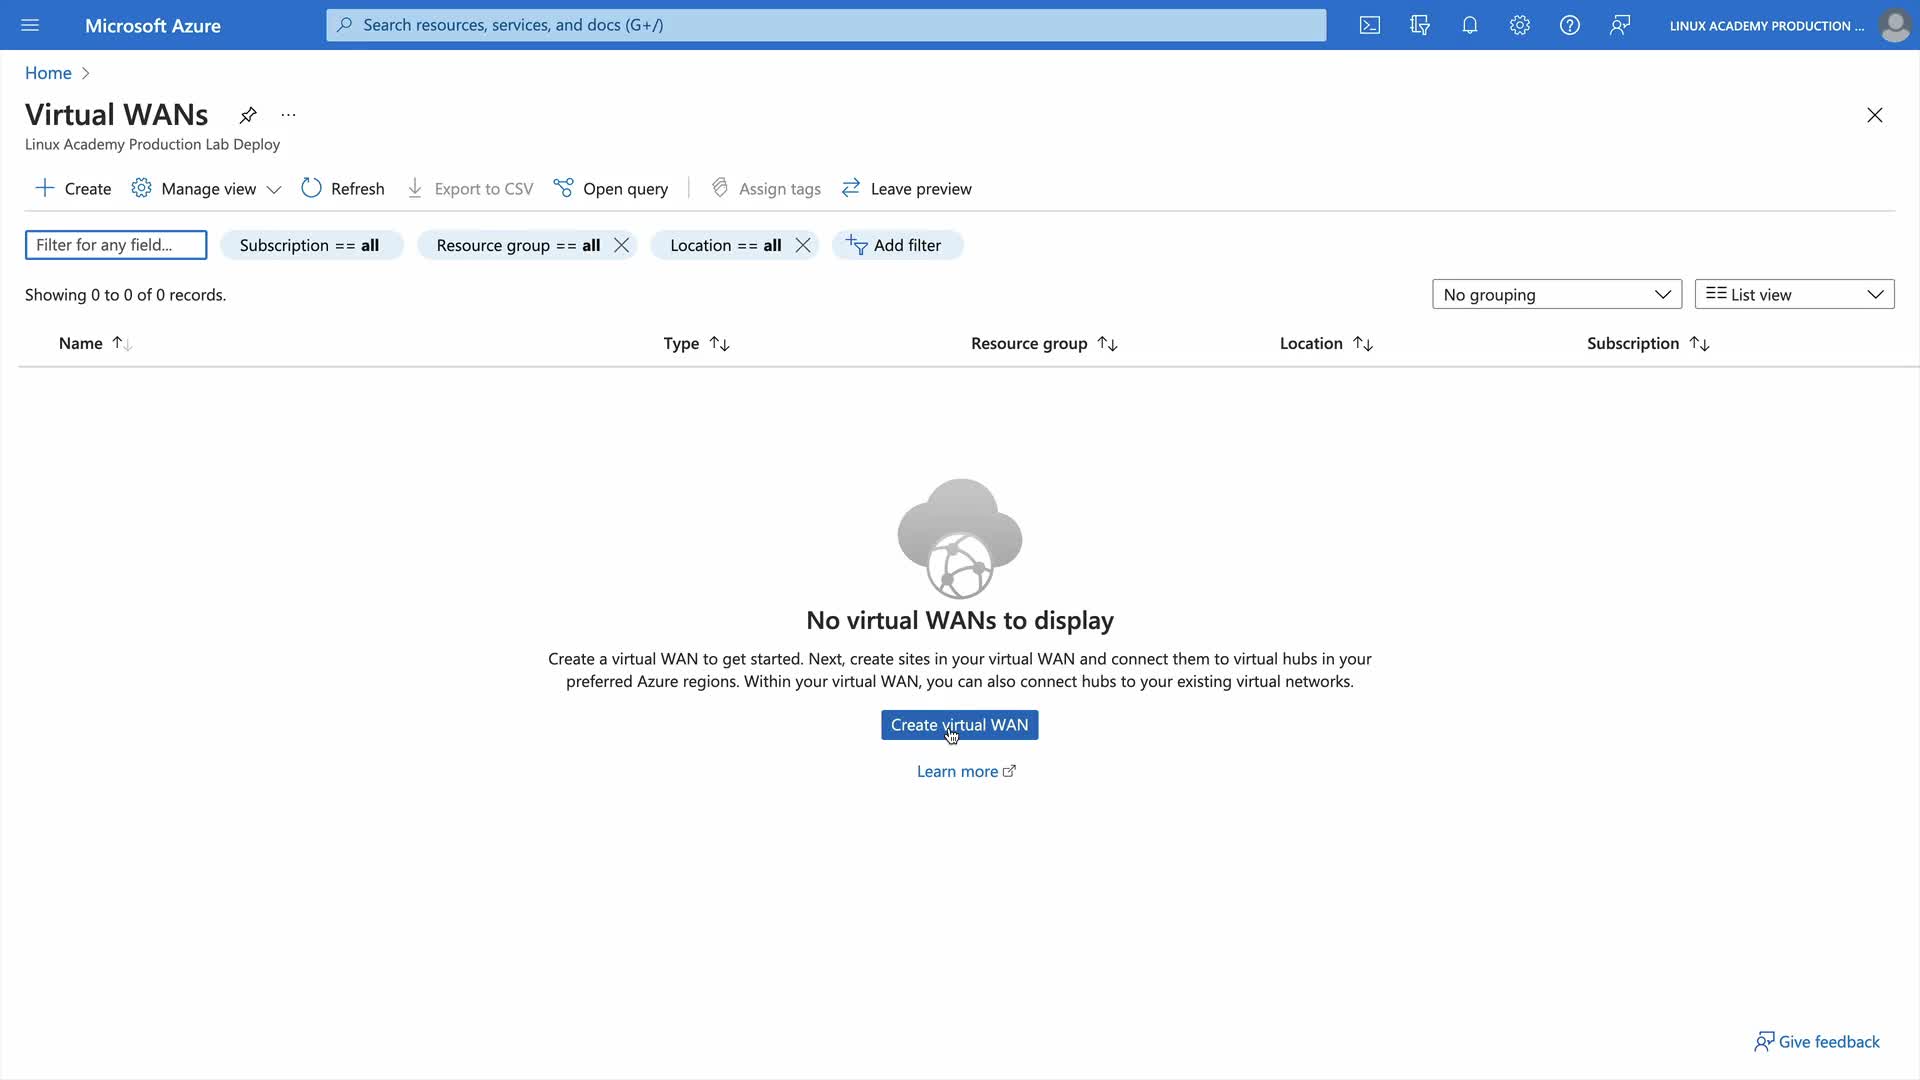 Microsoft Azure
Search resources, services, and docs (G+/)
LINUX ACADEMY PRODUCTION ...
Home
Virtual WANs
...
Linux Academy Production Lab Deploy
Create
Manage view
Refresh
Export to CSV
Open query
Assign tags
Leave preview
Filter for any field...
Subscription == all
Resource group == all
Location == all
Add filter
Showing 0 to 0 of 0 records.
No grouping
List view
Name
Type
Resource group
Location
Subscription
No virtual WANs to display
Create a virtual WAN to get started. Next, create sites in your virtual WAN and connect them to virtual hubs in your
preferred Azure regions. Within your virtual WAN, you can also connect hubs to your existing virtual networks.
Create virtual WAN
Learn more
Give feedback